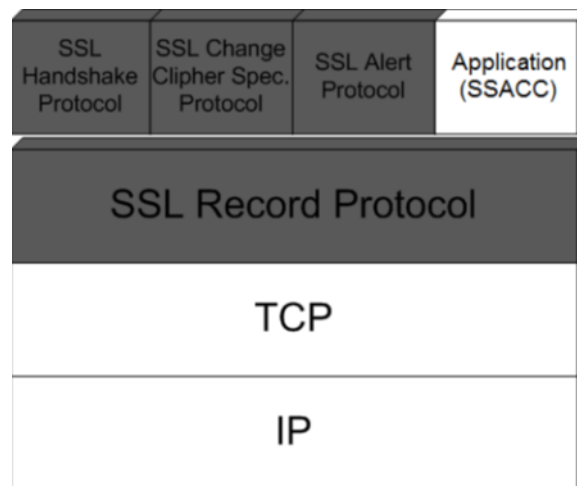 SSL
Handshake
Protocol
SSL Change
Clipher Spec.
Protocol
SSL Alert
Protocol
Application
(SSACC)
SSL Record Protocol
TCP
IP